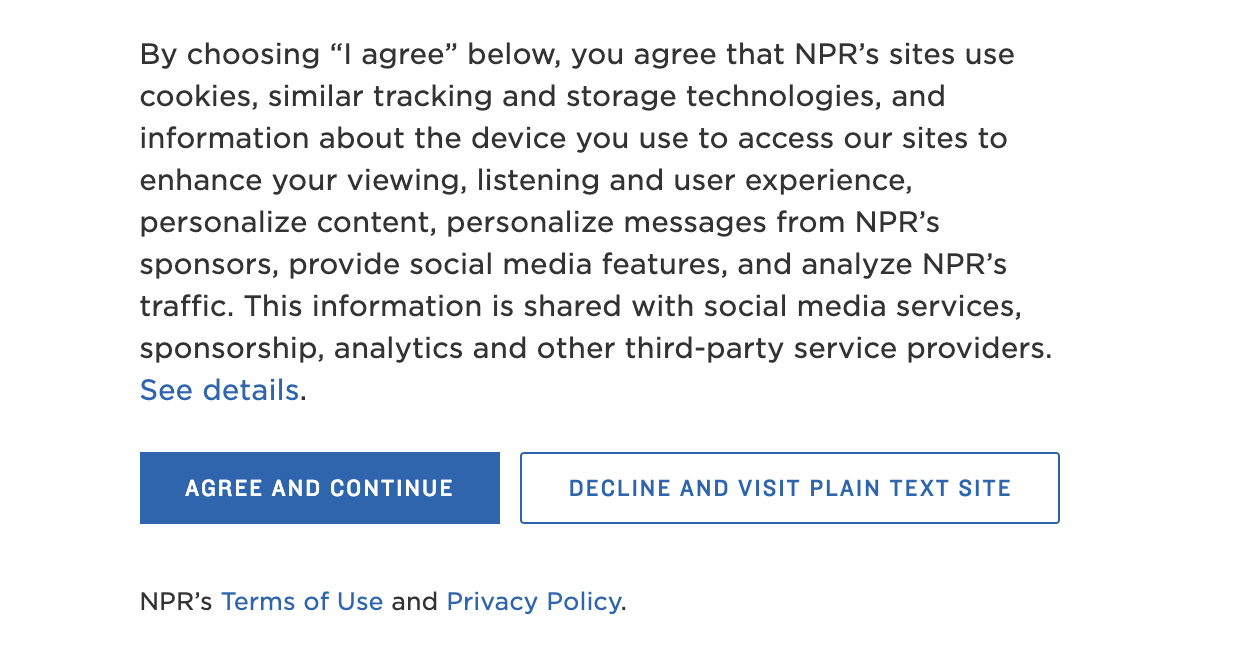 By choosing “I agree” below, you agree that NPR’s sites use
cookies, similar tracking and storage technologies, and
information about the device you use to access our sites to
enhance your viewing, listening and user experience,
personalize content, personalize messages from NPR’s
sponsors, provide social media features, and analyze NPR’s
traffic. This information is shared with social media services,
sponsorship, analytics and other third-party service providers.
See details.
AGREE AND CONTINUE
DECLINE AND VISIT PLAIN TEXT SITE
NPR’s Terms of Use and Privacy Policy.